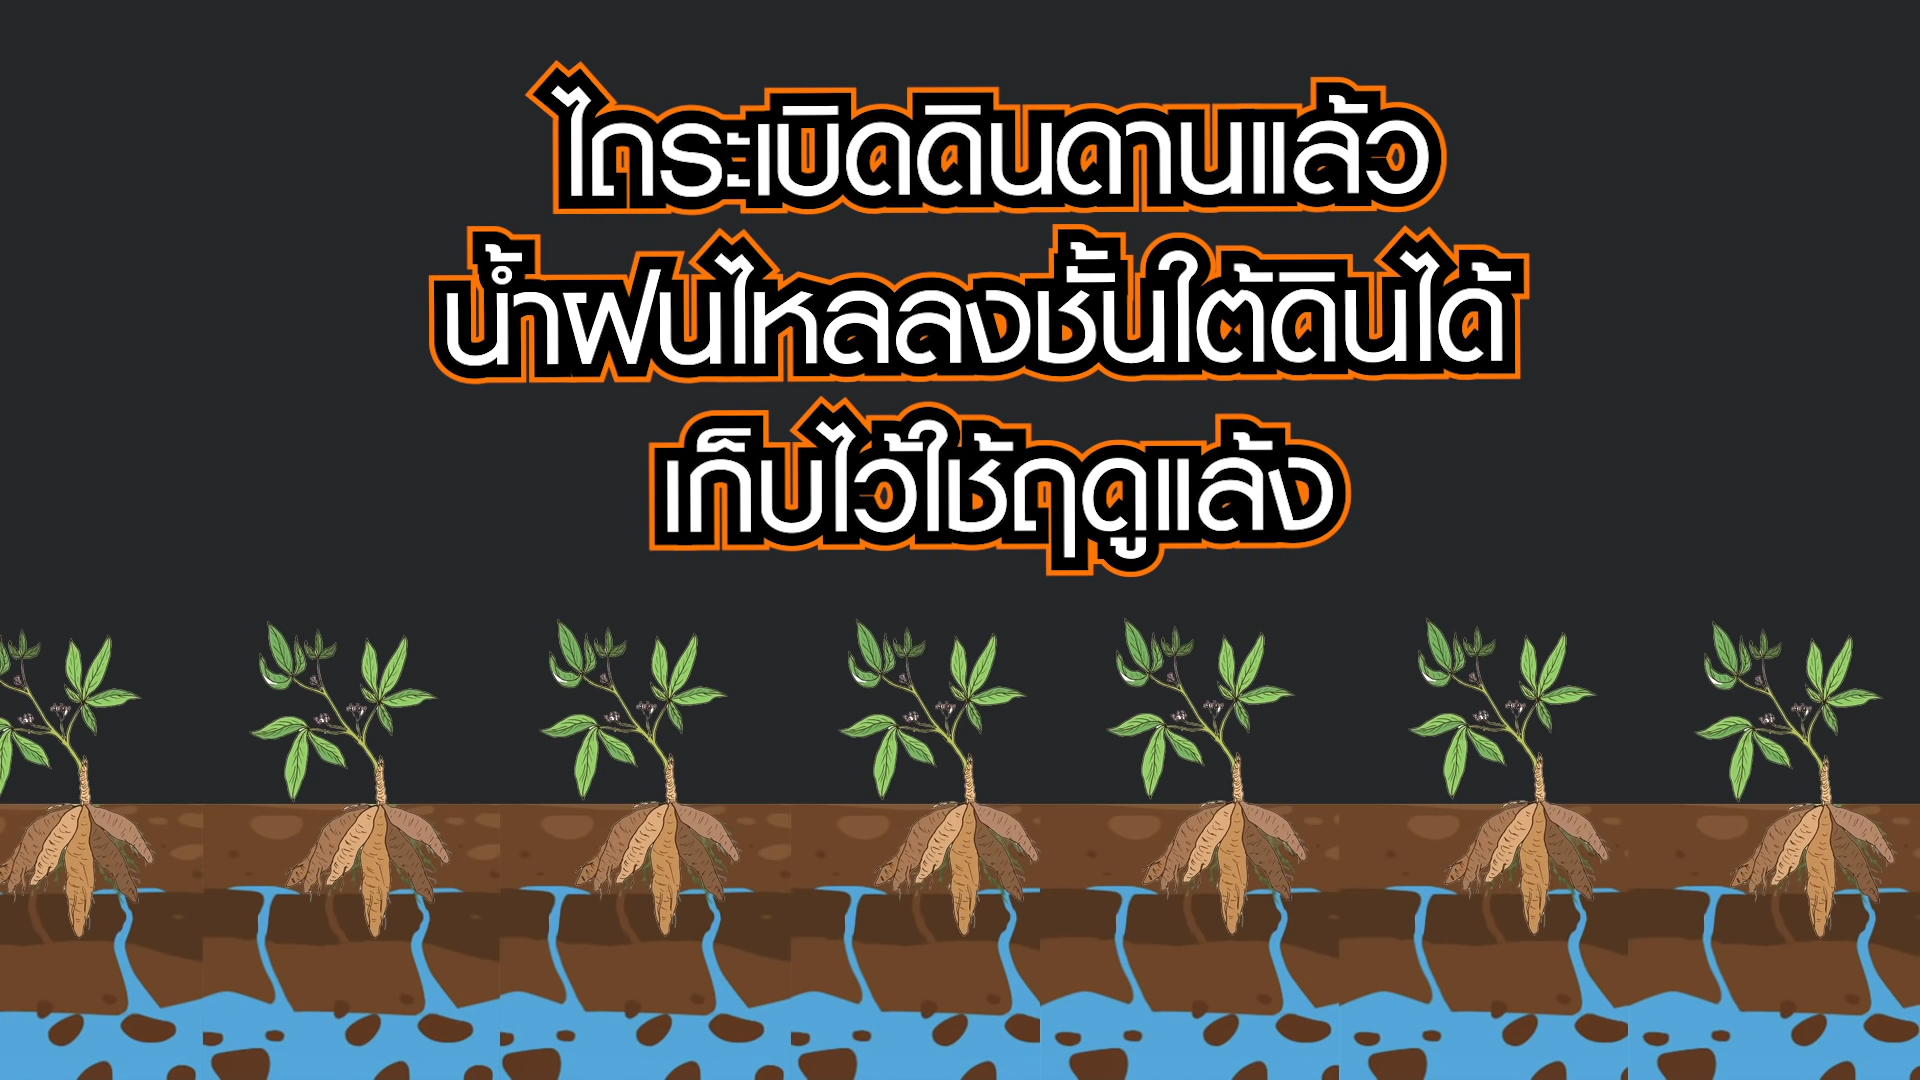 ไถระเบิดดินดานแล้ว
น้ำฝนไหลลงชั้นใต้ดินได้
เก็บไว้ใช้ฤดูแล้ง